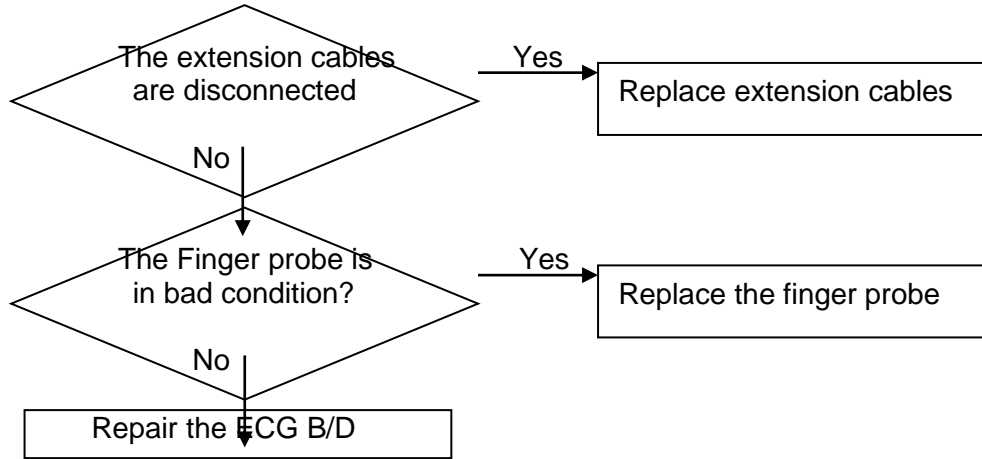 The extension cables
are disconnected
Yes
Replace extension cables
No
The Finger probe is
in bad condition?
Yes
Replace the finger probe
No
Repair the ECG B/D